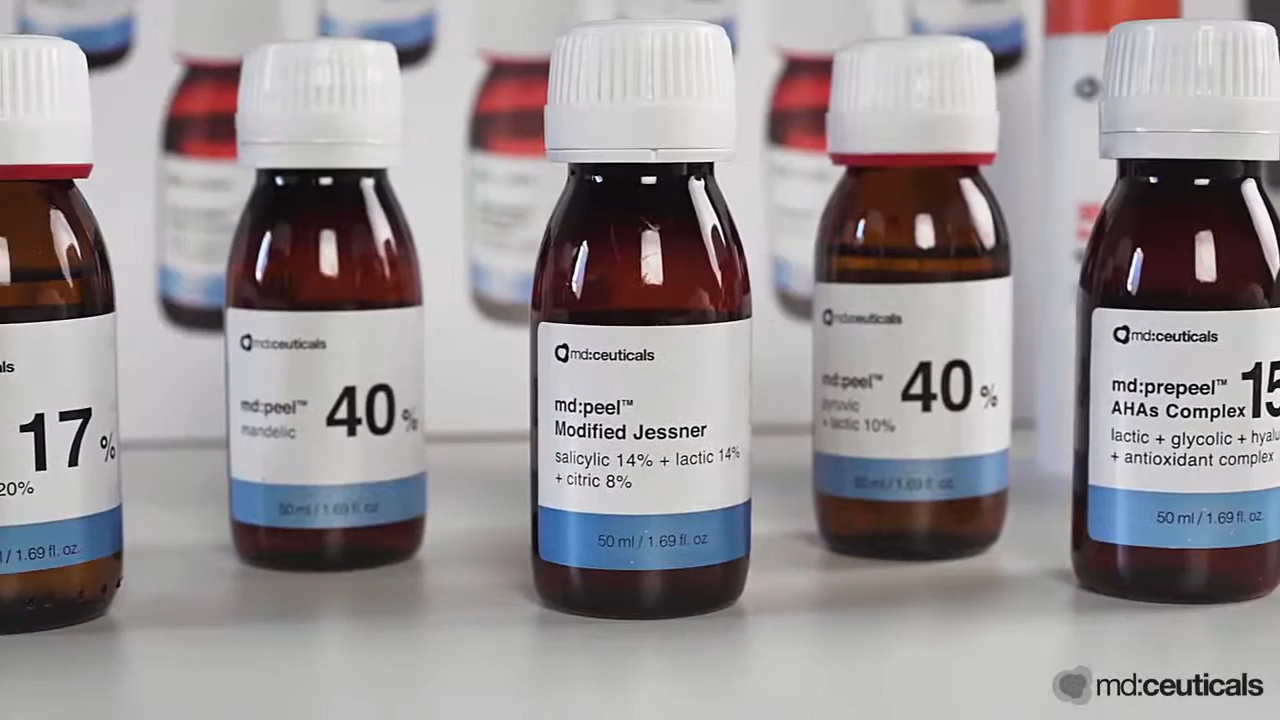 ls
17 %
20%
l / 1.69 fl. oz.
md:ceuticals
md:peel™
mandelic
40 %
50 ml / 1.69 fl. oz.
md:ceuticals
md:peel™
Modified Jessner
salicylic 14% + lactic 14%
+ citric 8%
50 ml / 1.69 fl. oz.
md:ceuticals
md:peel™
pyruvic
+ lactic 10%
40 %
50 ml / 1.69 fl. oz.
md:ceuticals
md:prepeel™
AHAs Complex 15
lactic + glycolic + hyalu
+ antioxidant complex
50 ml / 1.69 fl. oz.
md:ceuticals